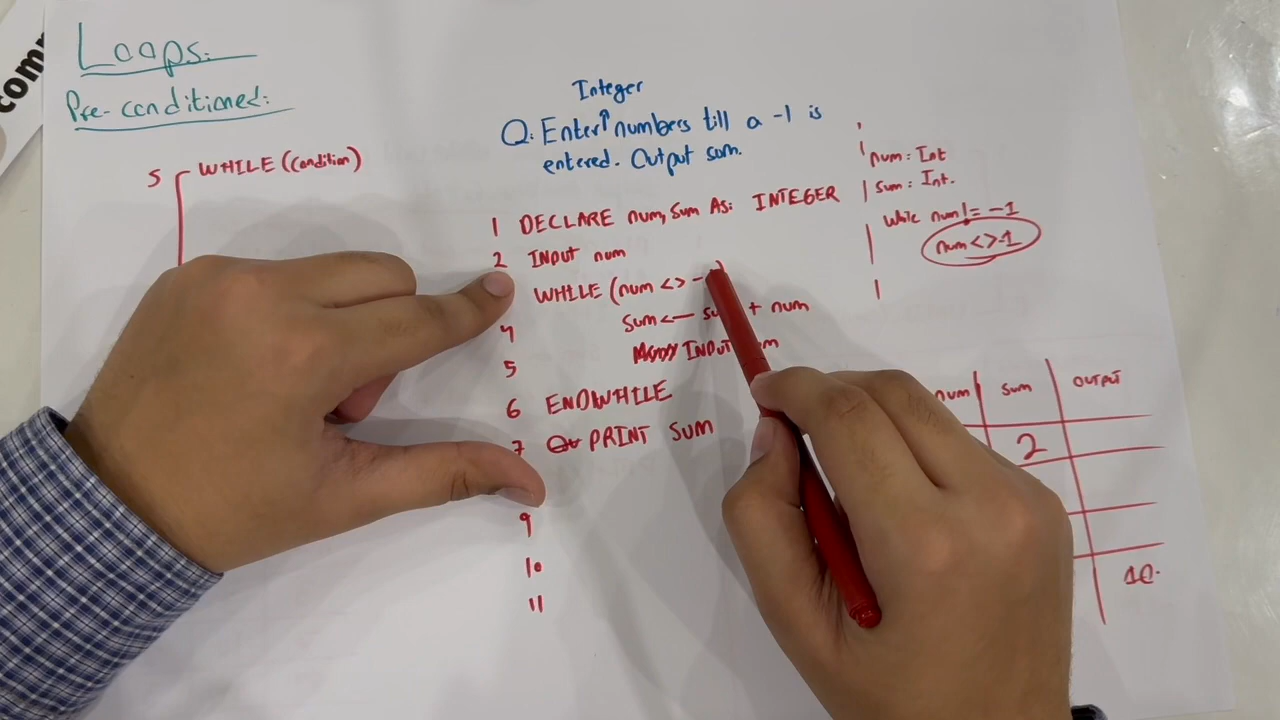 com
Loops:
Pre-conditioned:
5 WHILE (condition)
Integer
Q: Enter↑ numbers till a -1 is
entered. Output sum.
1 DECLARE num, Sum As: INTEGER
2 INPUT num
WHILE (num <> -
4 Sum <— + num
5 INPUT
6 ENDWHILE
7 PRINT SUM
9
10
11
num: Int
Sum: Int.
While num != -1
num <> -1
num Sum OUTPUT
2
10.